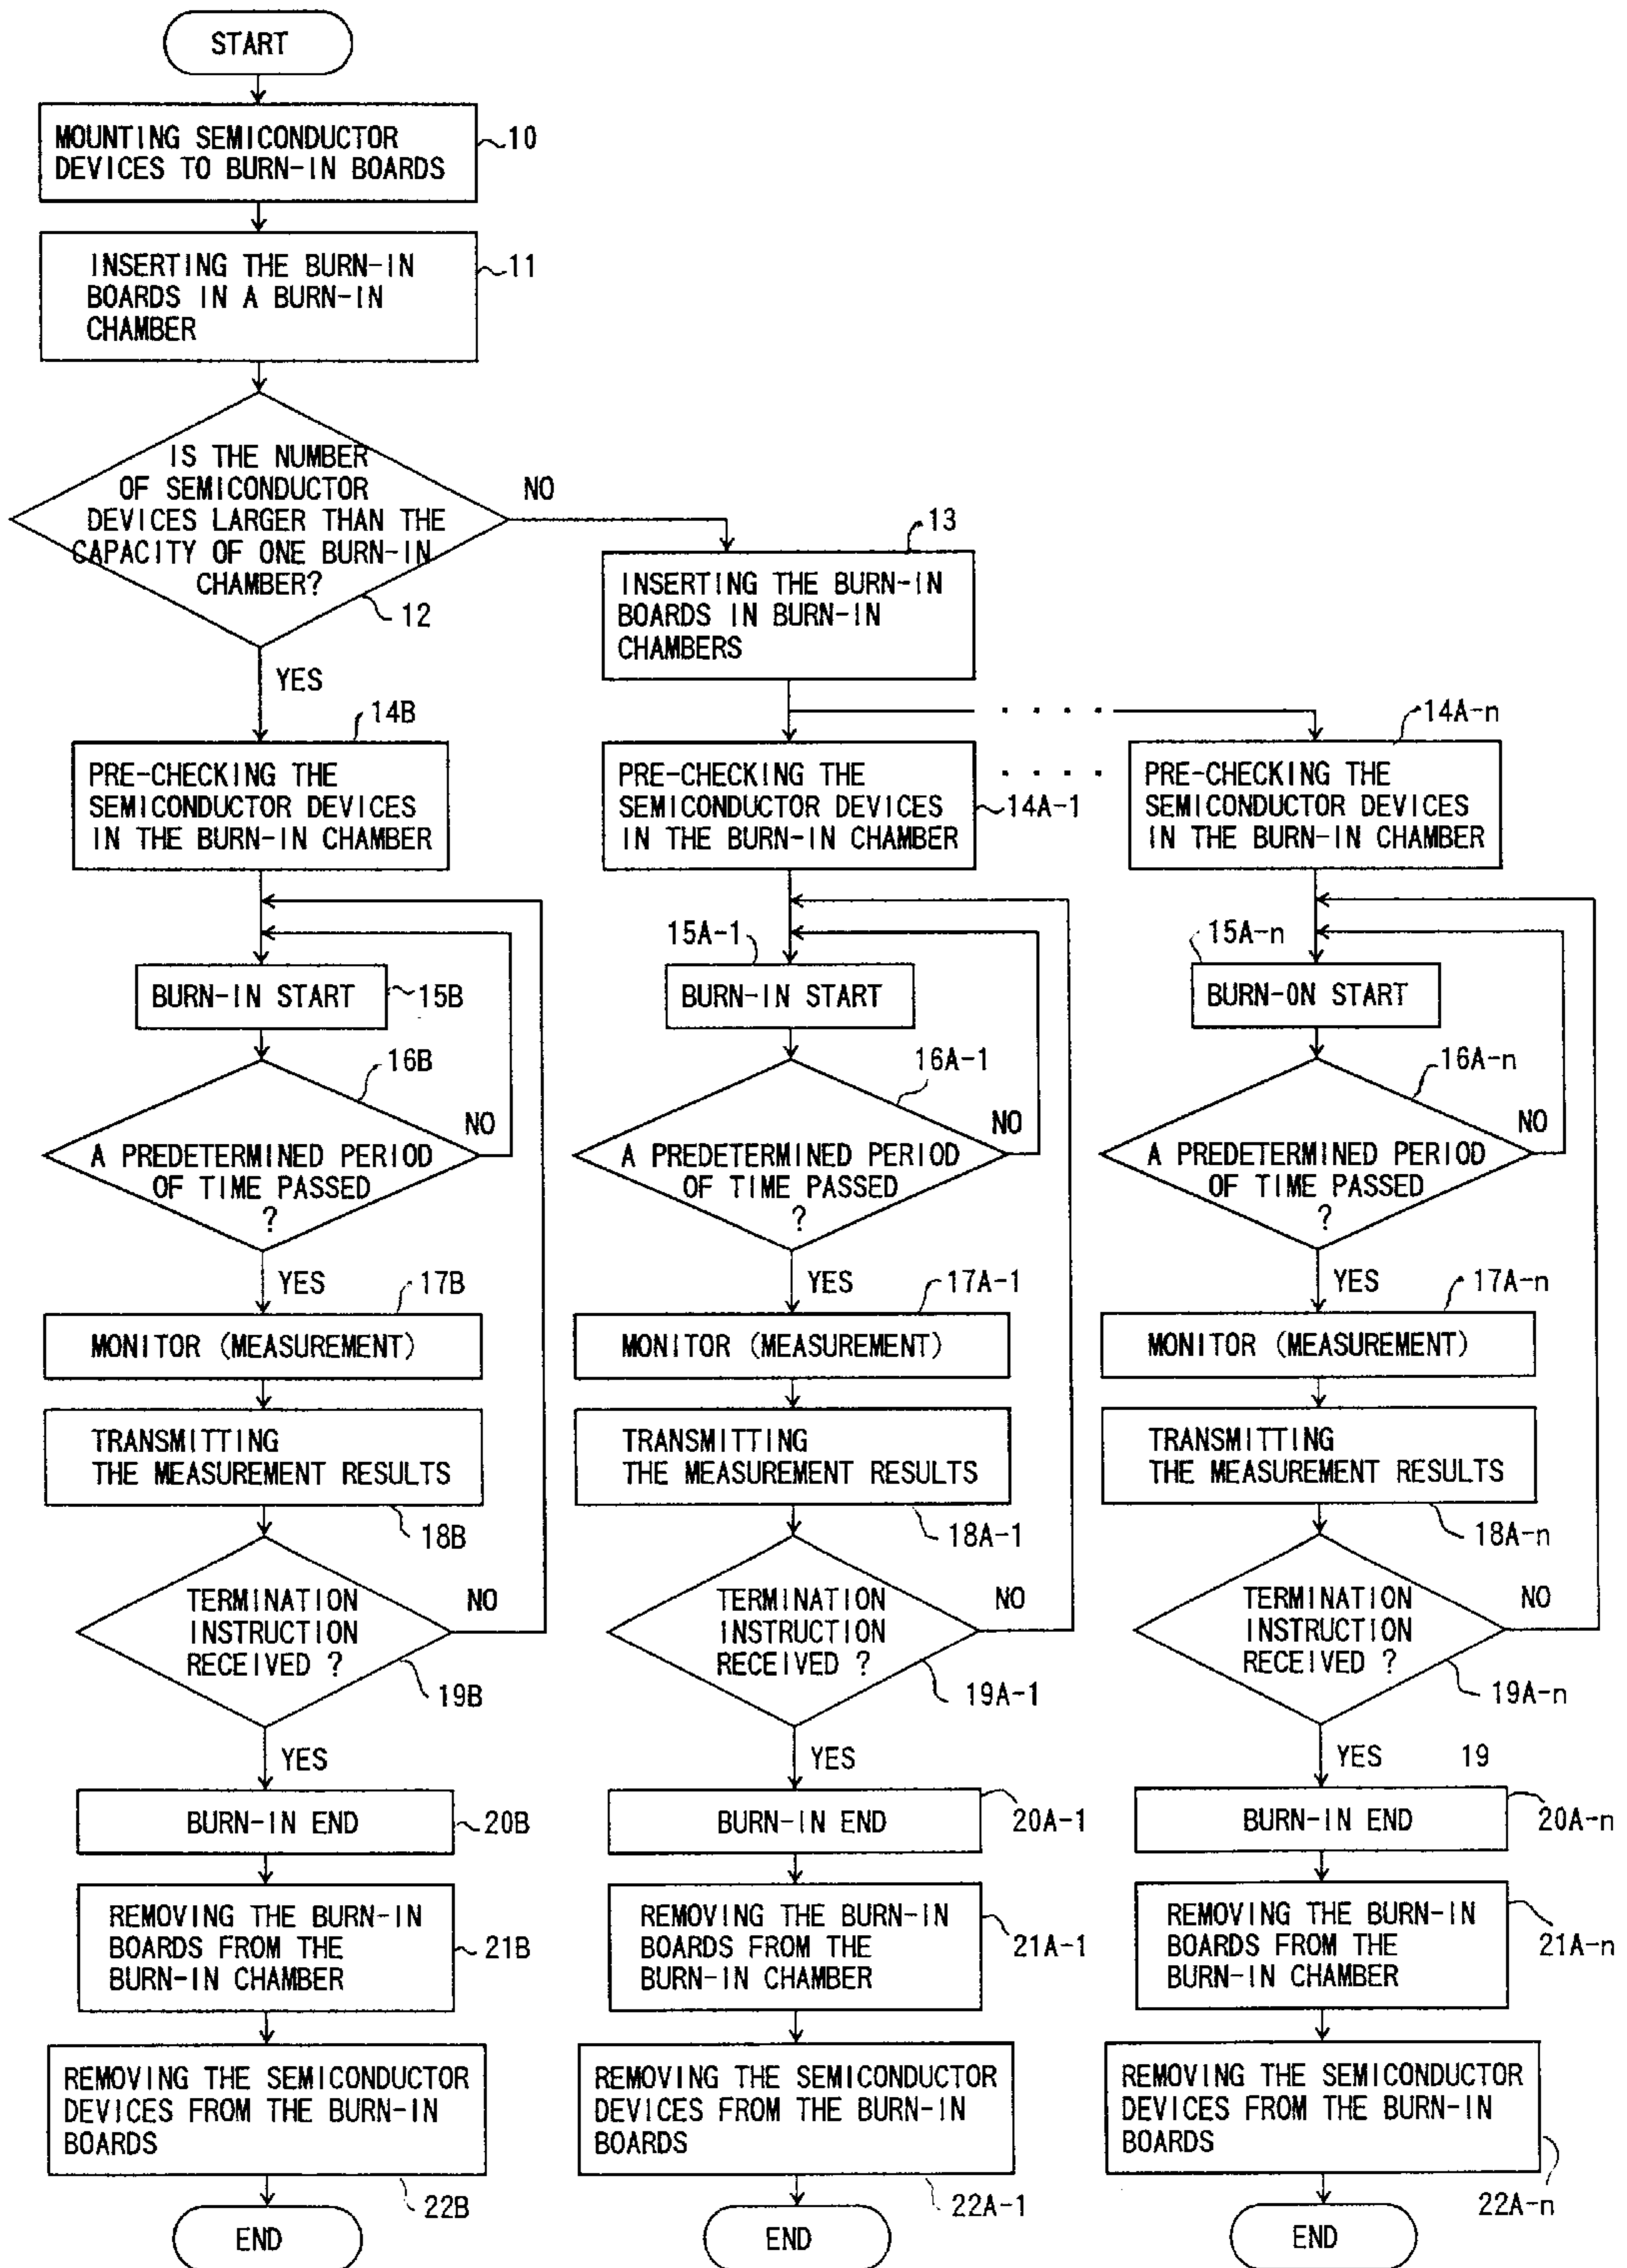 START
MOUNTING SEMICONDUCTOR
DEVICES TO BURN-IN BOARDS
10
INSERTING THE BURN-IN
BOARDS IN A BURN-IN
CHAMBER
11
IS THE NUMBER
OF SEMICONDUCTOR
DEVICES LARGER THAN THE
CAPACITY OF ONE BURN-IN
CHAMBER?
12
NO
YES
13
INSERTING THE BURN-IN
BOARDS IN BURN-IN
CHAMBERS
14B
PRE-CHECKING THE
SEMICONDUCTOR DEVICES
IN THE BURN-IN CHAMBER
BURN-IN START
15B
16B
A PREDETERMINED PERIOD
OF TIME PASSED
?
NO
YES
17B
MONITOR (MEASUREMENT)
TRANSMITTING
THE MEASUREMENT RESULTS
18B
TERMINATION
INSTRUCTION
RECEIVED ?
NO
19B
YES
BURN-IN END
20B
REMOVING THE BURN-IN
BOARDS FROM THE
BURN-IN CHAMBER
21B
REMOVING THE SEMICONDUCTOR
DEVICES FROM THE BURN-IN
BOARDS
22B
END
. . . .
PRE-CHECKING THE
SEMICONDUCTOR DEVICES
IN THE BURN-IN CHAMBER
14A-1
. . . .
15A-1
BURN-IN START
16A-1
A PREDETERMINED PERIOD
OF TIME PASSED
?
NO
YES
17A-1
MONITOR (MEASUREMENT)
TRANSMITTING
THE MEASUREMENT RESULTS
18A-1
TERMINATION
INSTRUCTION
RECEIVED ?
NO
19A-1
YES
BURN-IN END
20A-1
REMOVING THE BURN-IN
BOARDS FROM THE
BURN-IN CHAMBER
21A-1
REMOVING THE SEMICONDUCTOR
DEVICES FROM THE BURN-IN
BOARDS
22A-1
END
14A-n
PRE-CHECKING THE
SEMICONDUCTOR DEVICES
IN THE BURN-IN CHAMBER
15A-n
BURN-ON START
16A-n
A PREDETERMINED PERIOD
OF TIME PASSED
?
NO
YES
17A-n
MONITOR (MEASUREMENT)
TRANSMITTING
THE MEASUREMENT RESULTS
18A-n
TERMINATION
INSTRUCTION
RECEIVED ?
NO
19A-n
YES
19
BURN-IN END
20A-n
REMOVING THE BURN-IN
BOARDS FROM THE
BURN-IN CHAMBER
21A-n
REMOVING THE SEMICONDUCTOR
DEVICES FROM THE BURN-IN
BOARDS
22A-n
END